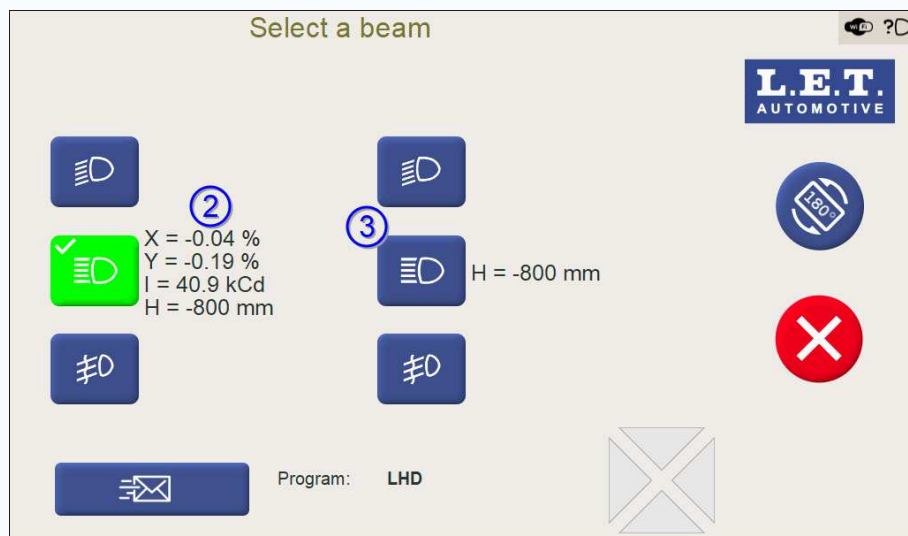 Select a beam
WiFi ?
L.E.T.
AUTOMOTIVE
2
X = -0.04 %
Y = -0.19 %
I = 40.9 kCd
H = -800 mm
3
H = -800 mm
180°
Program: LHD